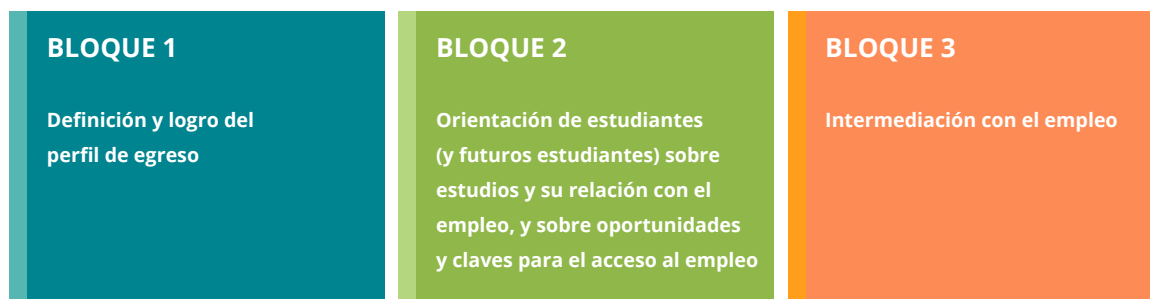 BLOQUE 1
Definición y logro del
perfil de egreso
BLOQUE 2
Orientación de estudiantes
(y futuros estudiantes) sobre
estudios y su relación con el
empleo, y sobre oportunidades
y claves para el acceso al empleo
BLOQUE 3
Intermediación con el empleo